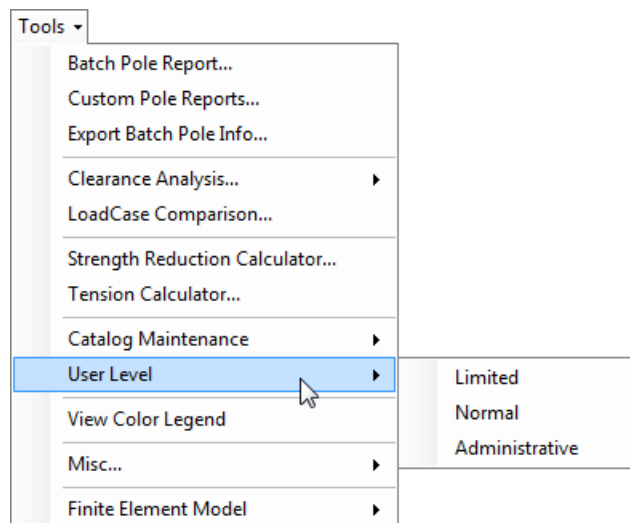 Tools
Batch Pole Report...
Custom Pole Reports...
Export Batch Pole Info...
Clearance Analysis...
LoadCase Comparison...
Strength Reduction Calculator...
Tension Calculator...
Catalog Maintenance
User Level
Limited
Normal
Administrative
View Color Legend
Misc...
Finite Element Model